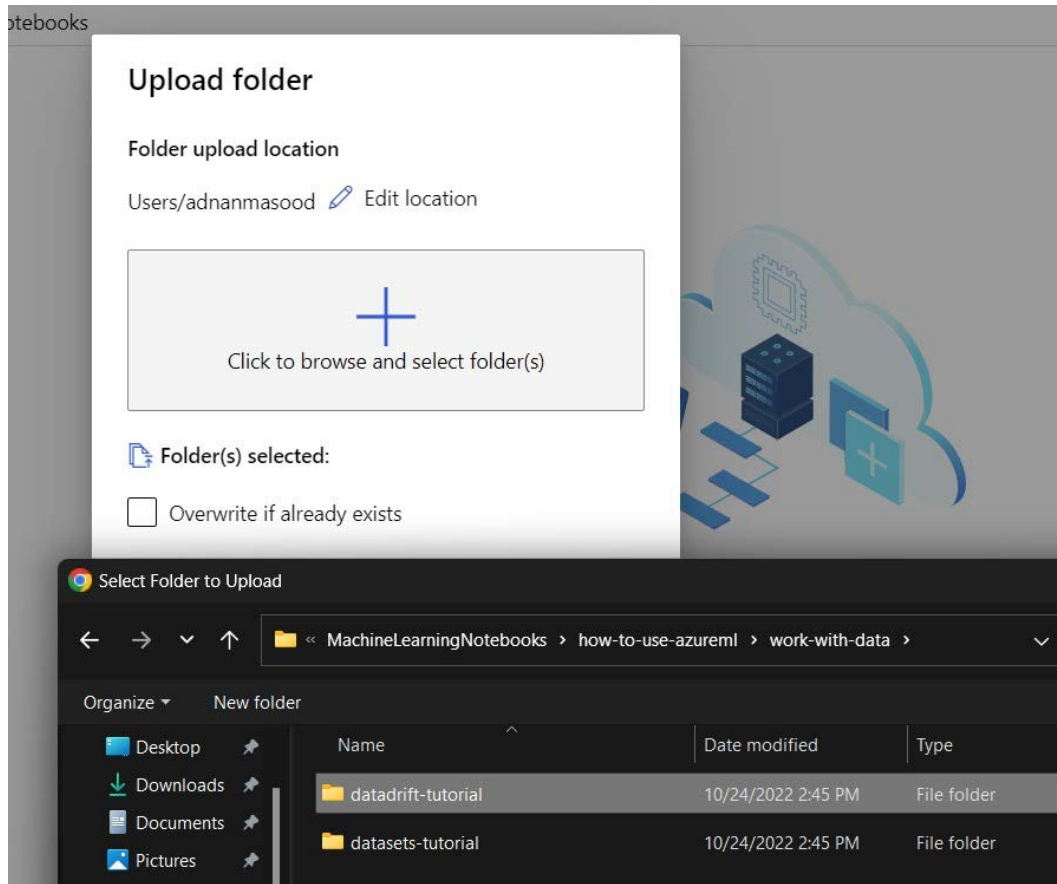 otebooks
Upload folder
Folder upload location
Users/adnanmasood Edit location
Click to browse and select folder(s)
Folder(s) selected:
Overwrite if already exists
Select Folder to Upload
« MachineLearningNotebooks › how-to-use-azureml › work-with-data ›
Organize New folder
Desktop
Downloads
Documents
Pictures
Name Date modified Type
datadrift-tutorial 10/24/2022 2:45 PM File folder
datasets-tutorial 10/24/2022 2:45 PM File folder